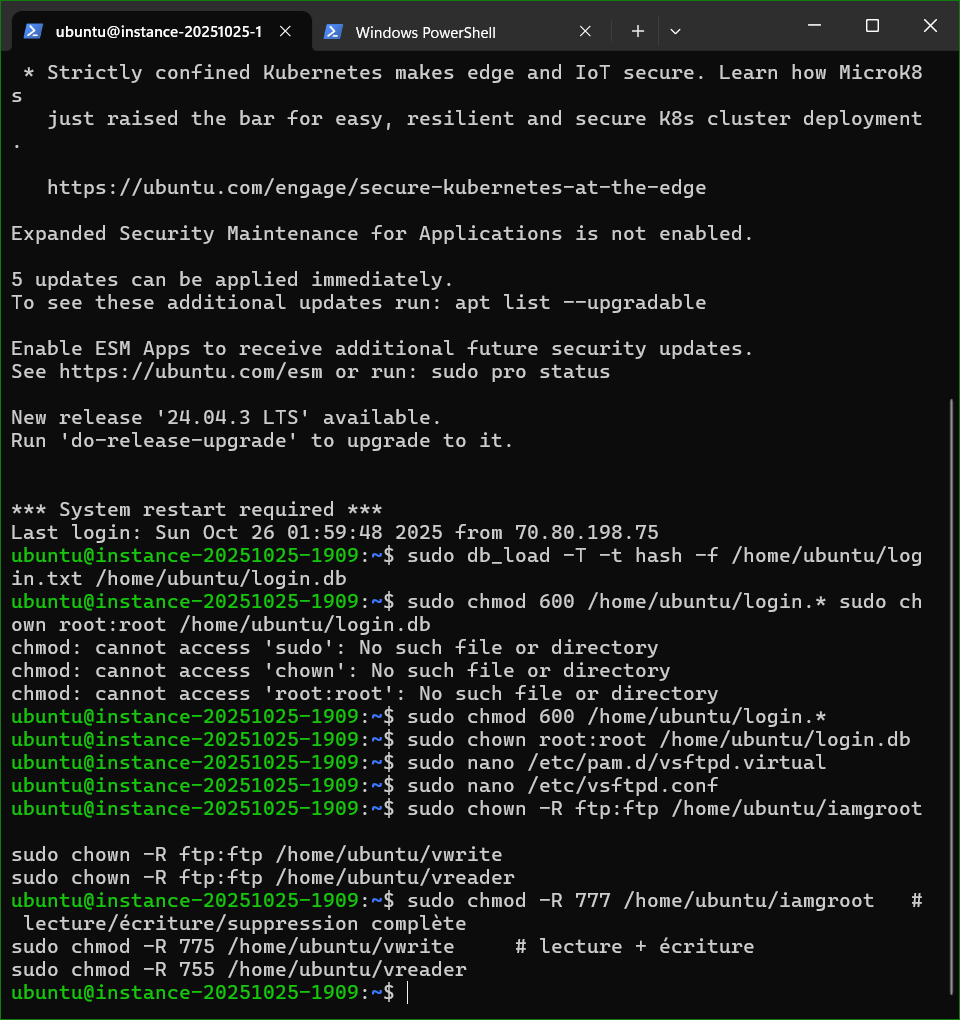 ubuntu@instance-20251025-1
Windows PowerShell
 * Strictly confined Kubernetes makes edge and IoT secure. Learn how MicroK8
s
   just raised the bar for easy, resilient and secure K8s cluster deployment
.
   https://ubuntu.com/engage/secure-kubernetes-at-the-edge
Expanded Security Maintenance for Applications is not enabled.
5 updates can be applied immediately.
To see these additional updates run: apt list --upgradable
Enable ESM Apps to receive additional future security updates.
See https://ubuntu.com/esm or run: sudo pro status
New release '24.04.3 LTS' available.
Run 'do-release-upgrade' to upgrade to it.
*** System restart required ***
Last login: Sun Oct 26 01:59:48 2025 from 70.80.198.75
ubuntu@instance-20251025-1909:~$ sudo db_load -T -t hash -f /home/ubuntu/log
in.txt /home/ubuntu/login.db
ubuntu@instance-20251025-1909:~$ sudo chmod 600 /home/ubuntu/login.* sudo ch
own root:root /home/ubuntu/login.db
chmod: cannot access 'sudo': No such file or directory
chmod: cannot access 'chown': No such file or directory
chmod: cannot access 'root:root': No such file or directory
ubuntu@instance-20251025-1909:~$ sudo chmod 600 /home/ubuntu/login.*
ubuntu@instance-20251025-1909:~$ sudo chown root:root /home/ubuntu/login.db
ubuntu@instance-20251025-1909:~$ sudo nano /etc/pam.d/vsftpd.virtual
ubuntu@instance-20251025-1909:~$ sudo nano /etc/vsftpd.conf
ubuntu@instance-20251025-1909:~$ sudo chown -R ftp:ftp /home/ubuntu/iamgroot
sudo chown -R ftp:ftp /home/ubuntu/vwrite
sudo chown -R ftp:ftp /home/ubuntu/vreader
ubuntu@instance-20251025-1909:~$ sudo chmod -R 777 /home/ubuntu/iamgroot   #
 lecture/écriture/suppression complète
sudo chmod -R 775 /home/ubuntu/vwrite     # lecture + écriture
sudo chmod -R 755 /home/ubuntu/vreader
ubuntu@instance-20251025-1909:~$